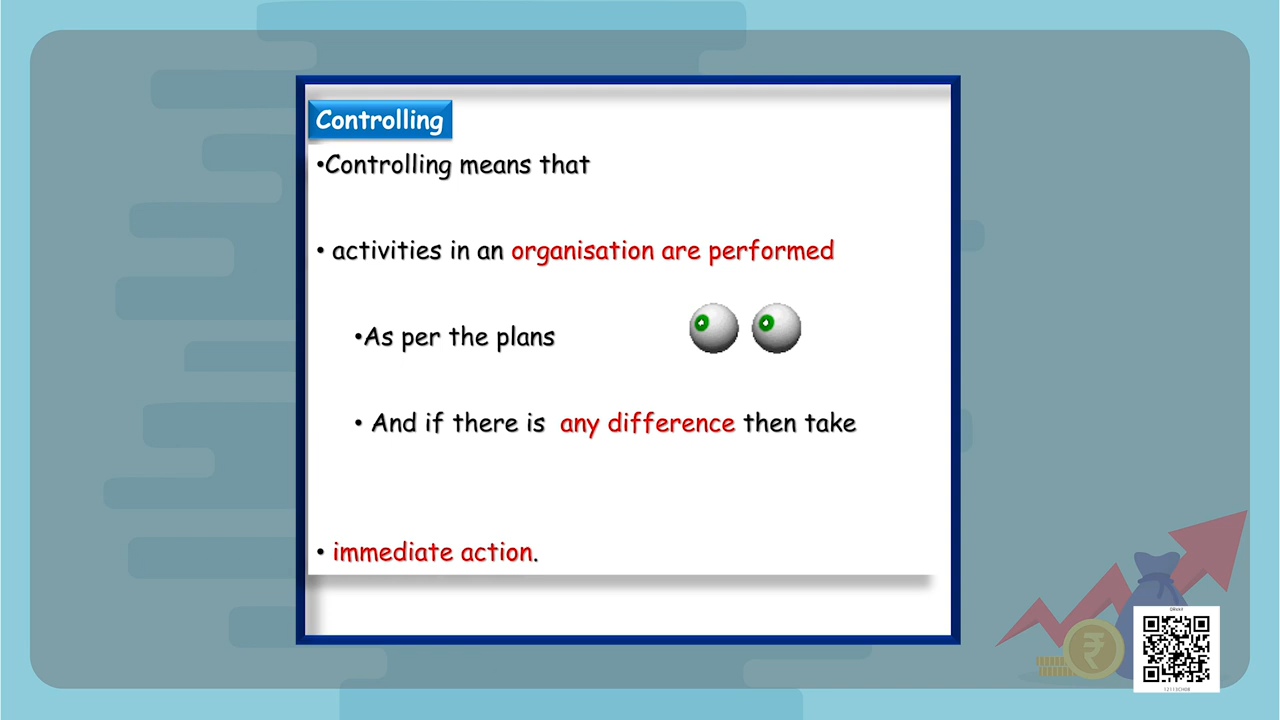 Controlling
•Controlling means that
• activities in an organisation are performed
•As per the plans
• And if there is any difference then take
• immediate action.
12113CH08